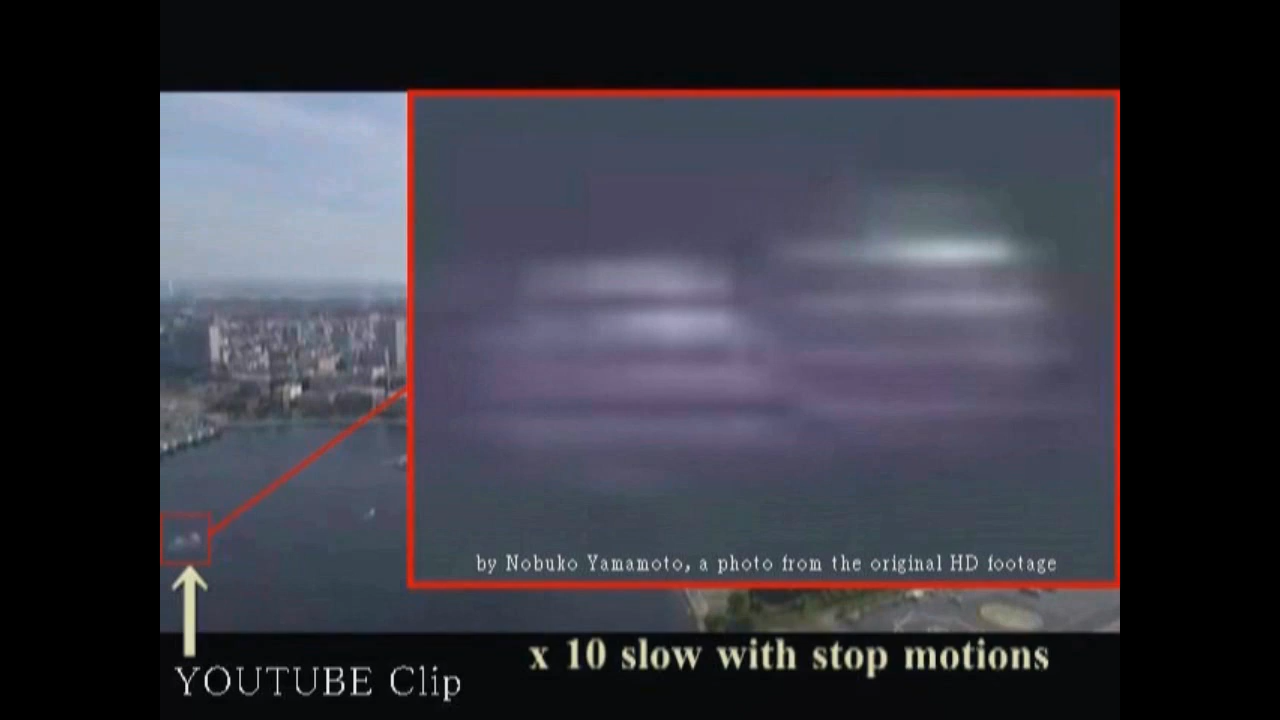 by Nobuko Yamamoto, a photo from the original HD footage
x 10 slow with stop motions
YOUTUBE Clip